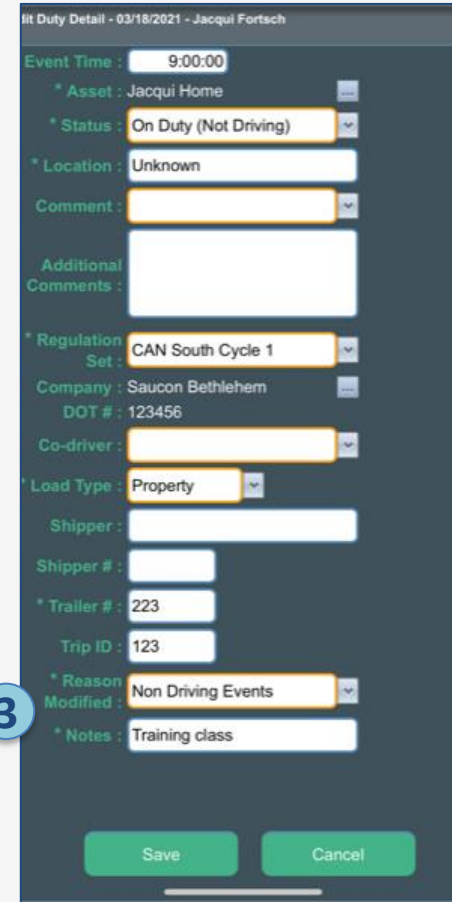 dit Duty Detail - 03/18/2021 - Jacqui Fortsch
Event Time : 9:00:00
* Asset : Jacqui Home ...
* Status : On Duty (Not Driving)
* Location : Unknown
Comment :
Additional
Comments :
* Regulation
Set : CAN South Cycle 1
Company : Saucon Bethlehem ...
DOT # : 123456
Co-driver :
* Load Type : Property
Shipper :
Shipper # :
* Trailer # : 223
Trip ID : 123
* Reason
Modified : Non Driving Events
3
* Notes : Training class
Save Cancel